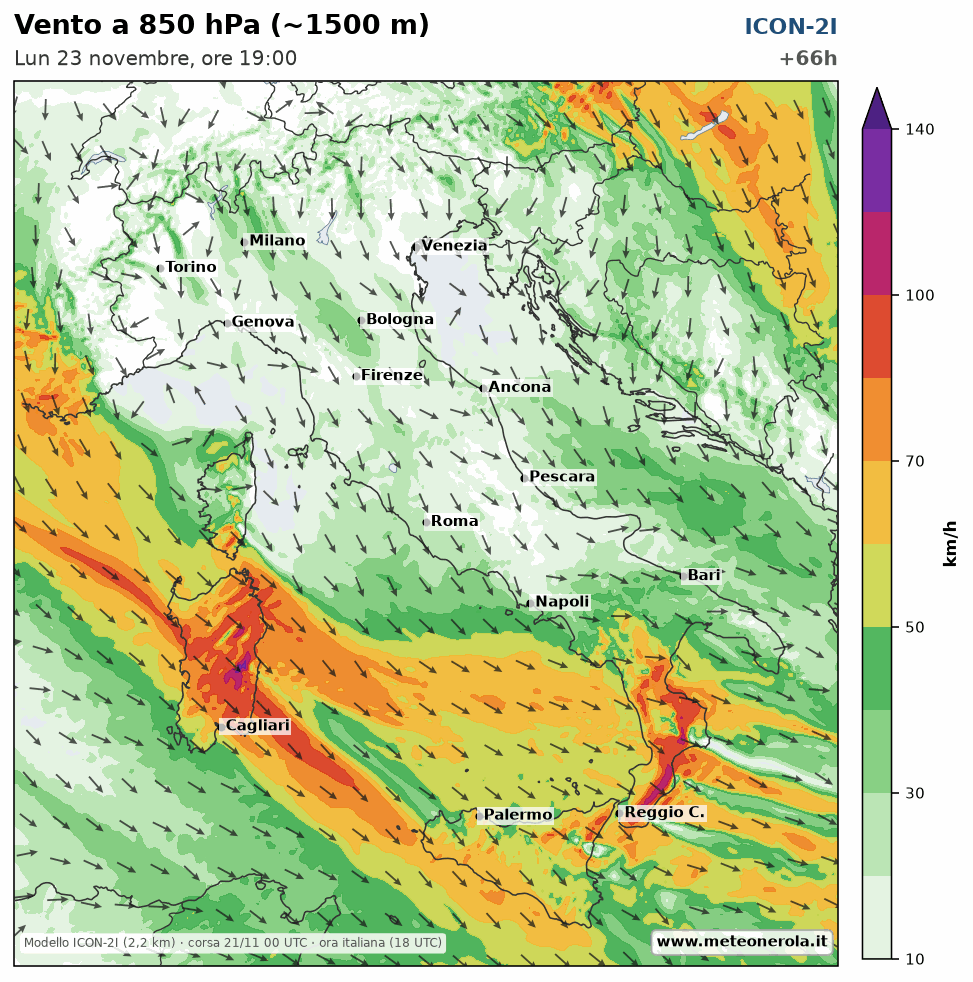 Vento a 850 hPa (~1500 m)
ICON-2I
Lun 23 novembre, ore 19:00
+66h
140
Milano
Venezia
Torino
100
Genova
Bologna
Firenze
Ancona
70
Pescara
Roma
km/h
Bari
Napoli
50
Cagliari
30
Palermo
Reggio C.
Modello ICON-2I (2,2 km) · corsa 21/11 00 UTC · ora italiana (18 UTC)
www.meteonerola.it
10